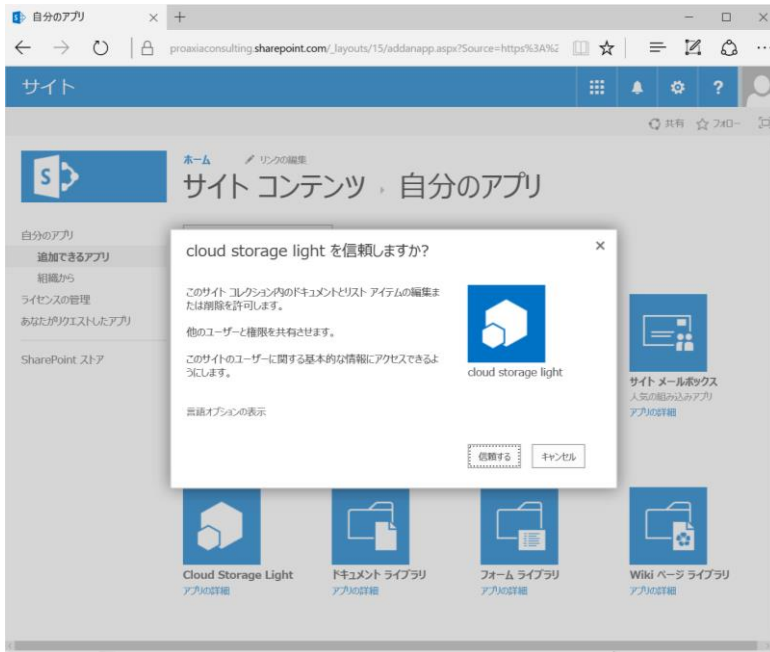 自分のアプリ
proaxiaconsulting.sharepoint.com/_layouts/15/addanapp.aspx?Source=https%3A%2
サイト
?
共有 フォロー
S
ホーム リンクの編集
サイト コンテンツ › 自分のアプリ
自分のアプリ
追加できるアプリ
組織から
ライセンスの管理
あなたがリクエストしたアプリ
SharePoint ストア
cloud storage light を信頼しますか?
このサイト コレクション内のドキュメントとリスト アイテムの編集ま
たは削除を許可します。
他のユーザーと権限を共有させます。
このサイトのユーザーに関する基本的な情報にアクセスできるよ
うにします。
言語オプションの表示
cloud storage light
信頼する キャンセル
サイト メールボックス
人気の組み込みアプリ
アプリの詳細
Cloud Storage Light
アプリの詳細
ドキュメント ライブラリ
アプリの詳細
フォーム ライブラリ
アプリの詳細
Wiki ページ ライブラリ
アプリの詳細